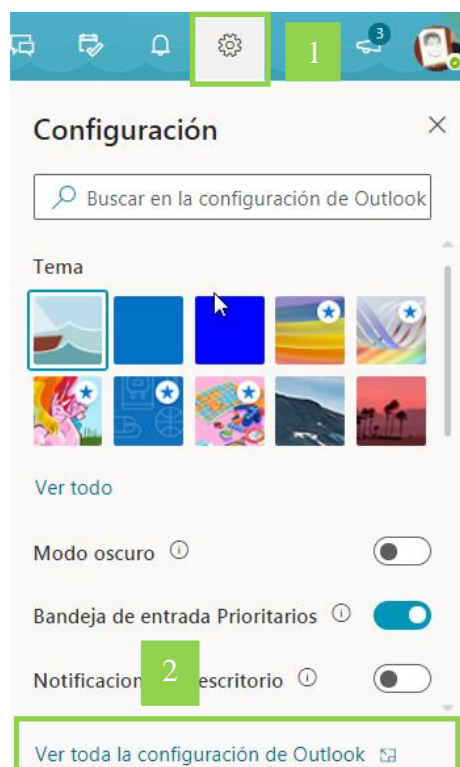 1
3
Configuración
Buscar en la configuración de Outlook
Tema
Ver todo
Modo oscuro
Bandeja de entrada Prioritarios
Notificacion 2 escritorio
Ver toda la configuración de Outlook